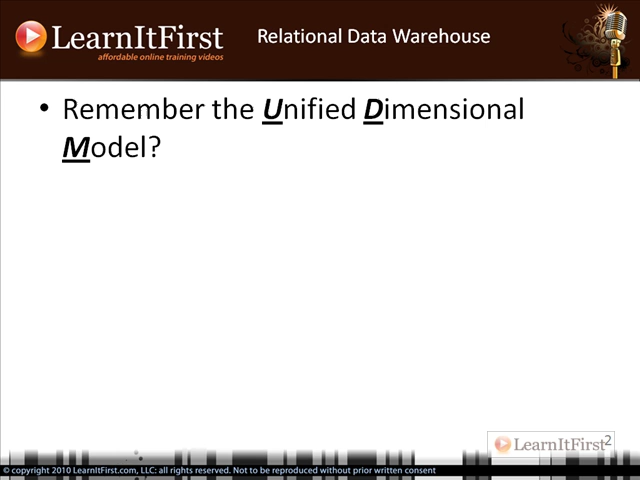 LearnItFirst
affordable online training videos
Relational Data Warehouse
• Remember the Unified Dimensional
Model?
LearnItFirst
2
© copyright 2010 LearnItFirst.com, LLC: all rights reserved. Not to be reproduced without prior written consent